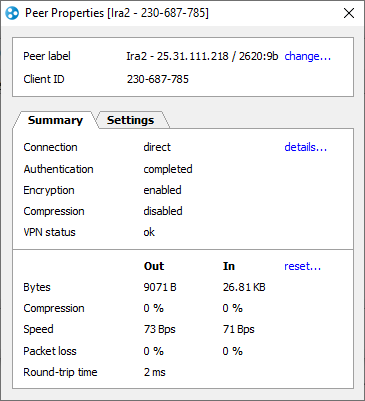 Peer Properties [Ira2 - 230-687-785]
Peer label Ira2 - 25.31.111.218 / 2620:9b change...
Client ID 230-687-785
Summary Settings
Connection direct details...
Authentication completed
Encryption enabled
Compression disabled
VPN status ok
Out In reset...
Bytes 9071 B 26.81 KB
Compression 0 % 0 %
Speed 73 Bps 71 Bps
Packet loss 0 % 0 %
Round-trip time 2 ms